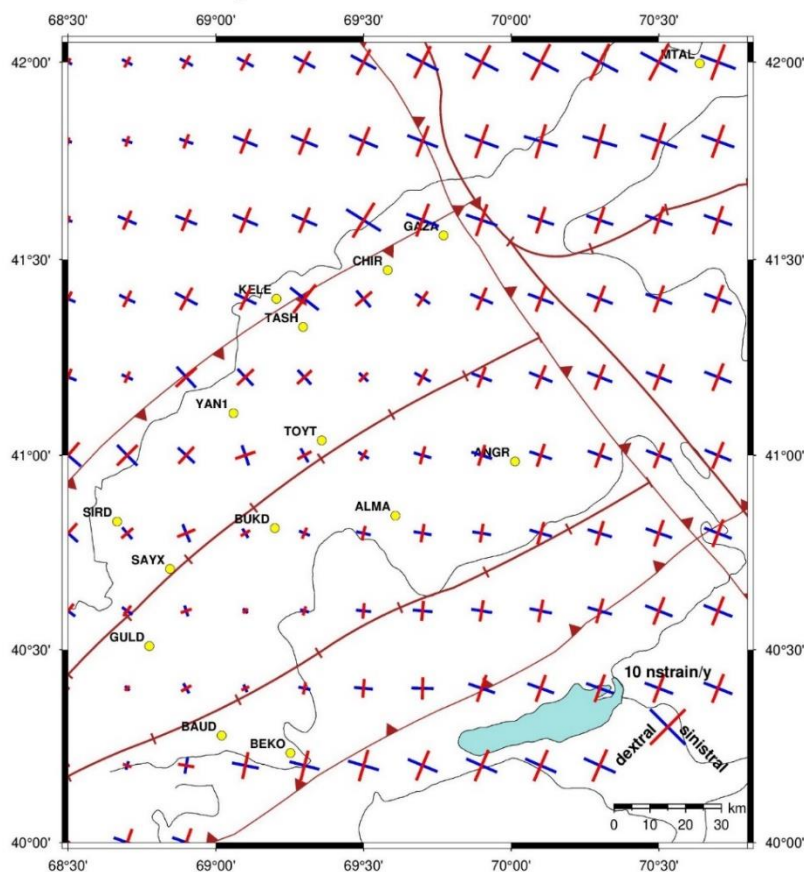 68°30' 69°00' 69°30' 70°00' 70°30'
42°00' 42°00'
MTAL
GAZA
41°30' 41°30'
CHIR
KELE
TASH
YAN1
TOYT
41°00' 41°00'
ANGR
SIRD
ALMA
BUKD
SAYX
GULD
40°30' 40°30'
10 nstrain/y
BAUD
BEKO
dextral sinistral
km
0 15 30
40°00' 40°00'
68°30' 69°00' 69°30' 70°00' 70°30'